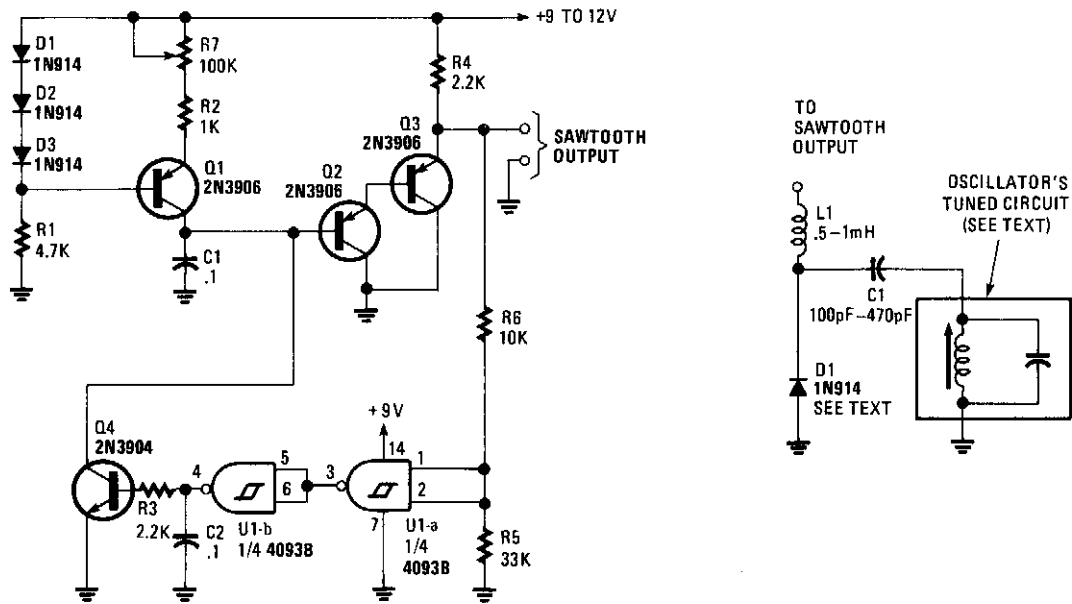 +9 TO 12V
D1
1N914
R7
100K
R4
2.2K
D2
1N914
R2
1K
D3
1N914
Q1
2N3906
Q2
2N3906
Q3
2N3906
SAWTOOTH
OUTPUT
R1
4.7K
C1
.1
R6
10K
+9V
Q4
2N3904
4
5
6
3
14
1
2
7
R3
2.2K
C2
.1
U1-b
1/4 4093B
U1-a
1/4
4093B
R5
33K
TO
SAWTOOTH
OUTPUT
L1
.5–1mH
OSCILLATOR'S
TUNED CIRCUIT
(SEE TEXT)
C1
100pF–470pF
D1
1N914
SEE TEXT